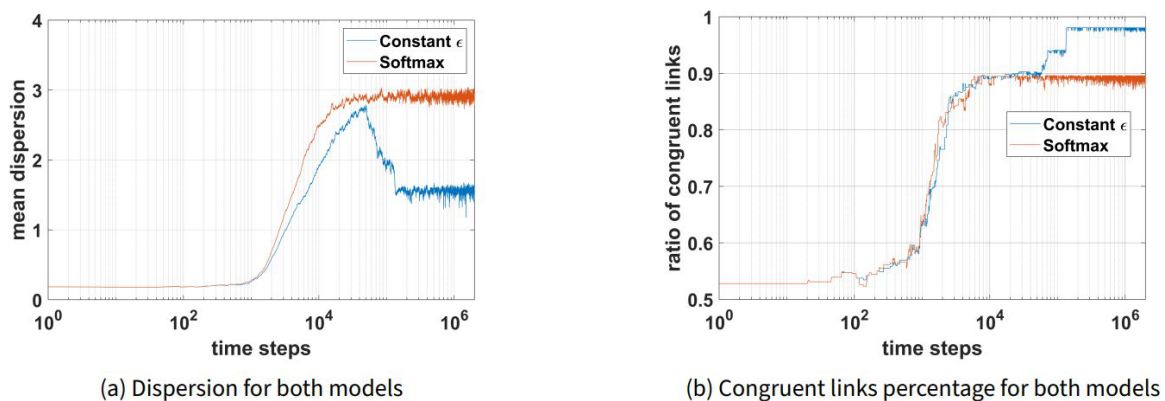 4
3
2
1
0
mean dispersion
Constant ϵ
Softmax
10^0
10^2
10^4
10^6
time steps
(a) Dispersion for both models
1
0.9
0.8
0.7
0.6
0.5
ratio of congruent links
Constant ϵ
Softmax
10^0
10^2
10^4
10^6
time steps
(b) Congruent links percentage for both models